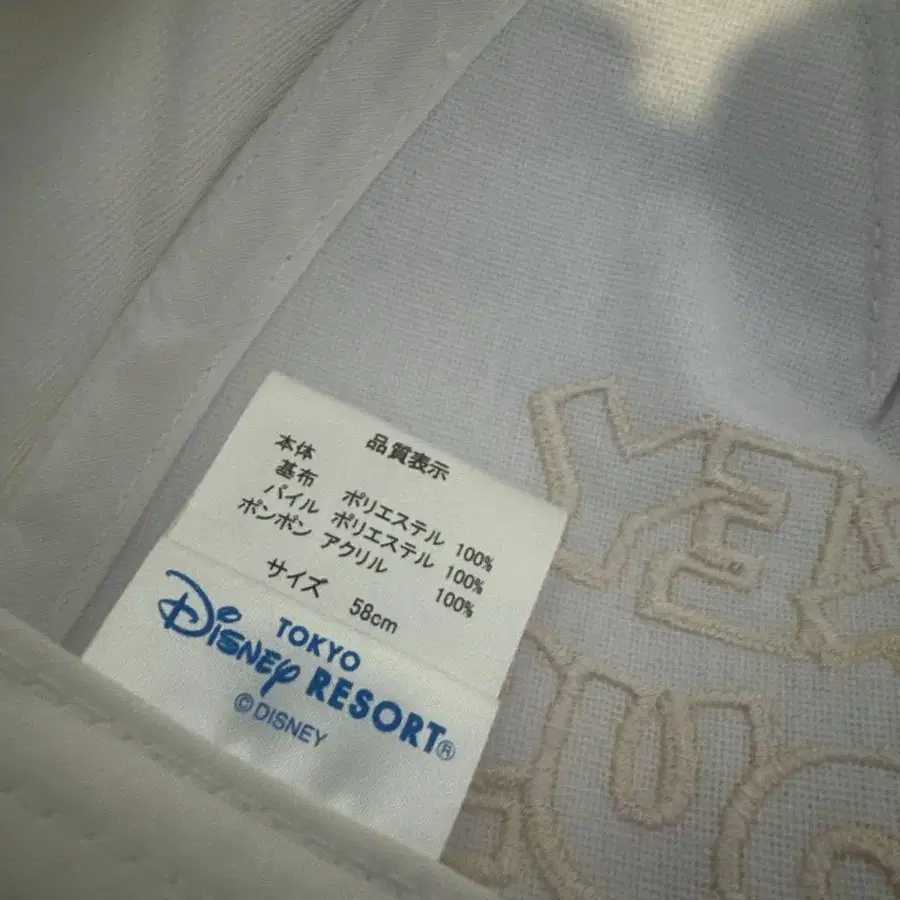 品質表示
本体
基布 ポリエステル 100%
パイル ポリエステル 100%
ポンポン アクリル 100%
サイズ 58cm
TOKYO
DISNEY RESORT®
©DISNEY